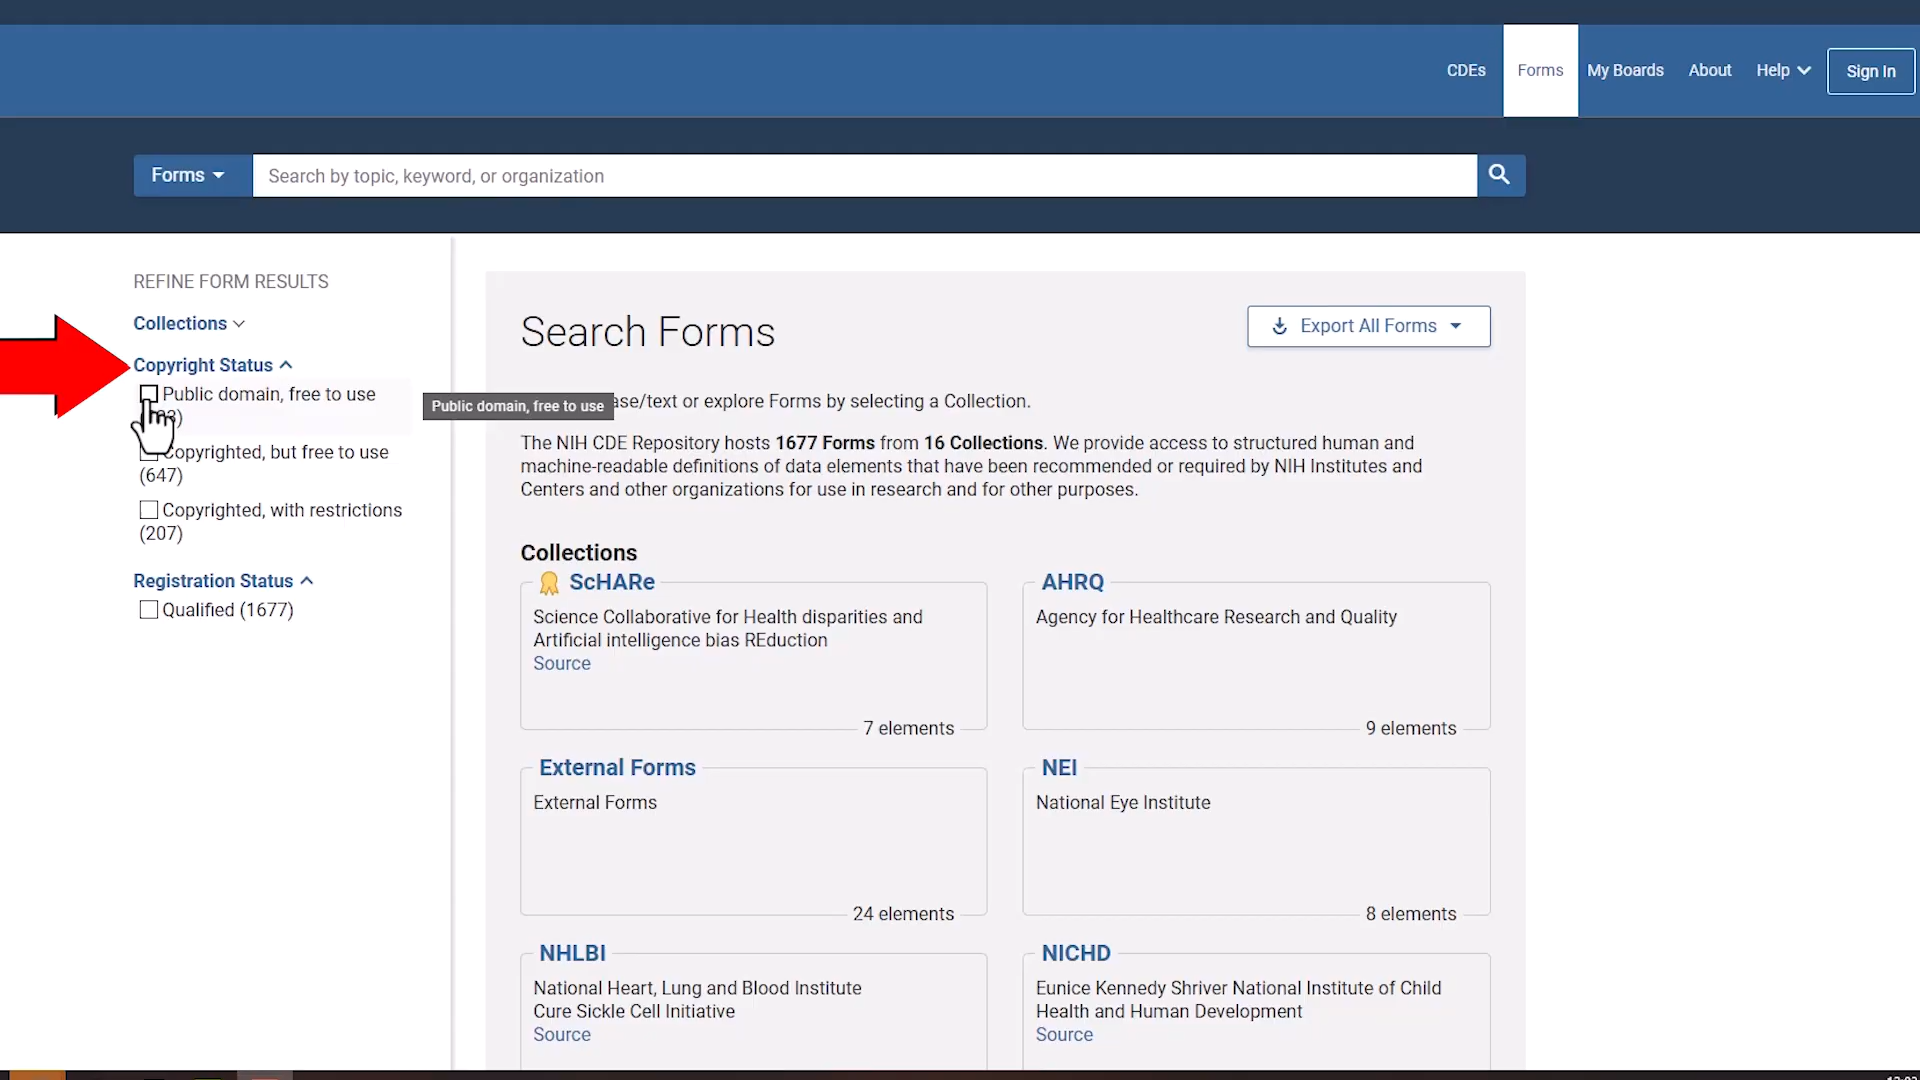 CDEs
Forms
My Boards
About
Help
Sign In
Forms
Search by topic, keyword, or organization
REFINE FORM RESULTS
Collections
Copyright Status
Public domain, free to use
Copyrighted, but free to use
(647)
Copyrighted, with restrictions
(207)
Registration Status
Qualified (1677)
Public domain, free to use
Search Forms
Export All Forms
or explore Forms by selecting a Collection.
The NIH CDE Repository hosts 1677 Forms from 16 Collections. We provide access to structured human and
machine-readable definitions of data elements that have been recommended or required by NIH Institutes and
Centers and other organizations for use in research and for other purposes.
Collections
ScHARe
Science Collaborative for Health disparities and
Artificial intelligence bias REduction
Source
7 elements
AHRQ
Agency for Healthcare Research and Quality
9 elements
External Forms
External Forms
24 elements
NEI
National Eye Institute
8 elements
NHLBI
National Heart, Lung and Blood Institute
Cure Sickle Cell Initiative
Source
NICHD
Eunice Kennedy Shriver National Institute of Child
Health and Human Development
Source